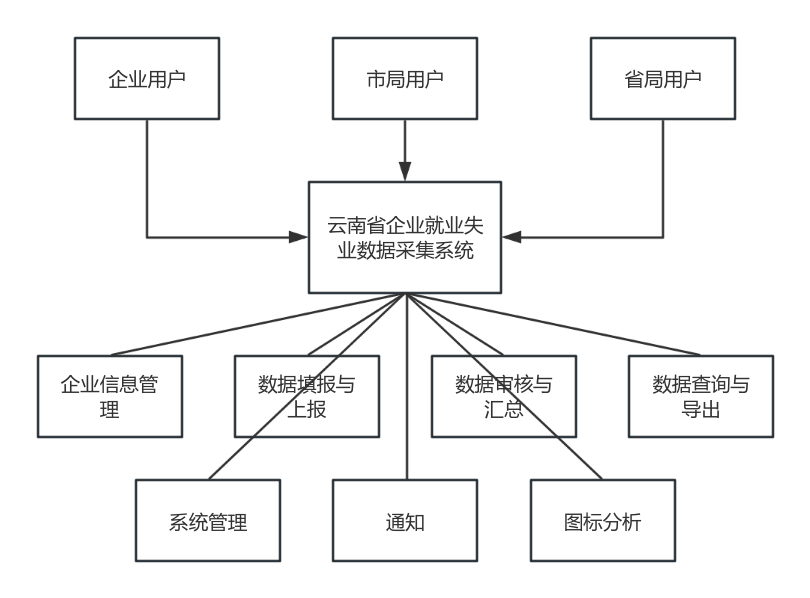 企业用户
市局用户
省局用户
云南省企业就业失
业数据采集系统
企业信息管
理
数据填报与
上报
数据审核与
汇总
数据查询与
导出
系统管理
通知
图标分析